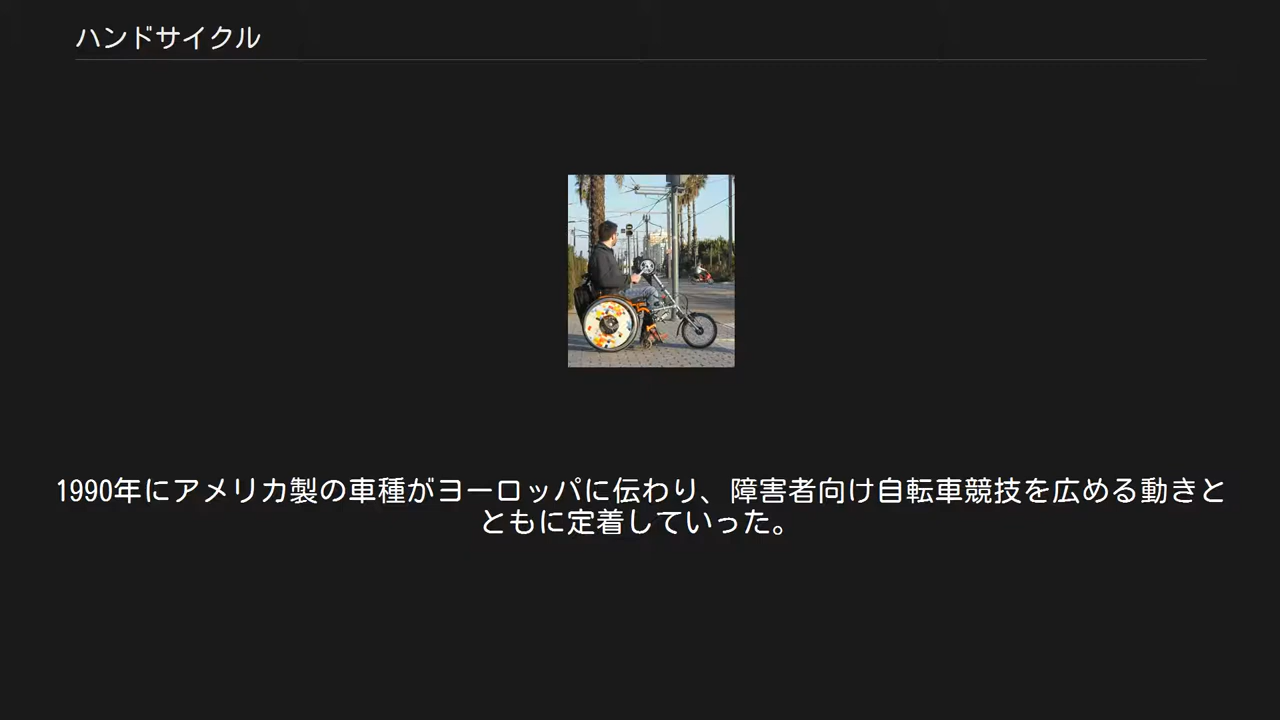 ハンドサイクル
1990年にアメリカ製の車種がヨーロッパに伝わり、障害者向け自転車競技を広める動きと
ともに定着していった。